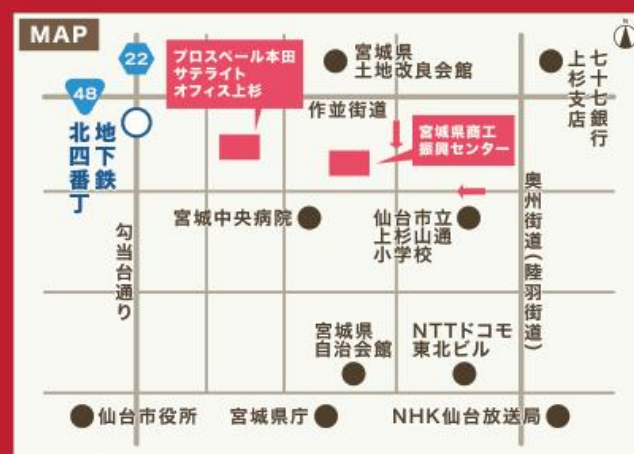 MAP
N
22
プロスペール本田
サテライト
オフィス上杉
宮城県
土地改良会館
七十七銀行
上杉支店
48
地下鉄
北四番丁
作並街道
宮城県商工
振興センター
宮城中央病院
仙台市立
上杉山通
小学校
勾当台通り
奥州街道(陸羽街道)
宮城県
自治会館
NTTドコモ
東北ビル
仙台市役所
宮城県庁
NHK仙台放送局